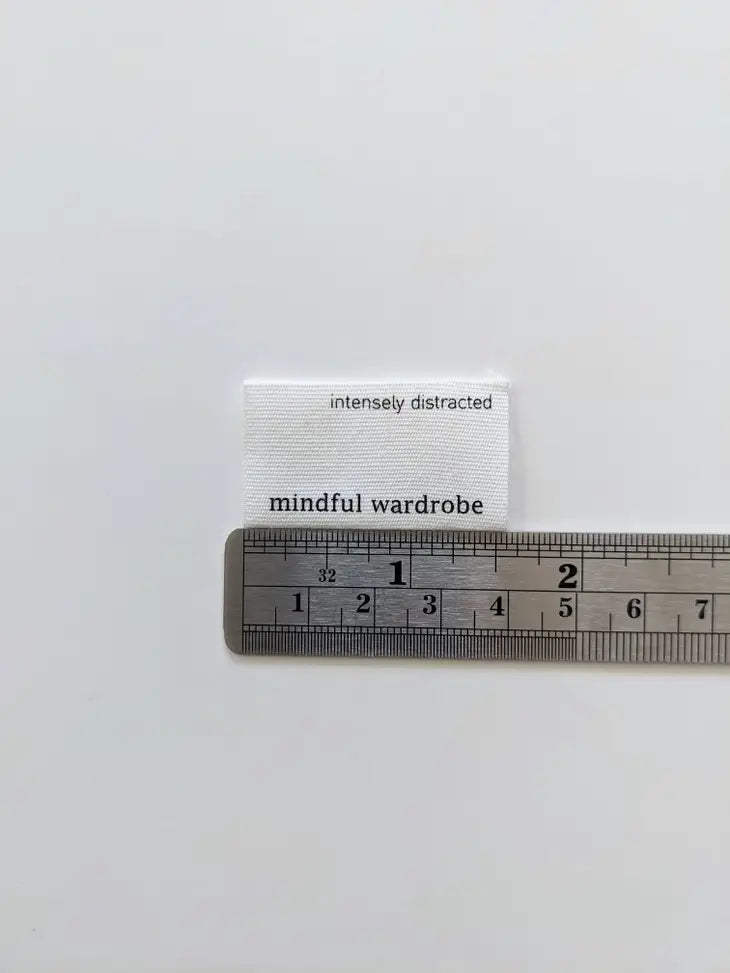 intensely distracted
mindful wardrobe
32 1 2
1 2 3 4 5 6 7